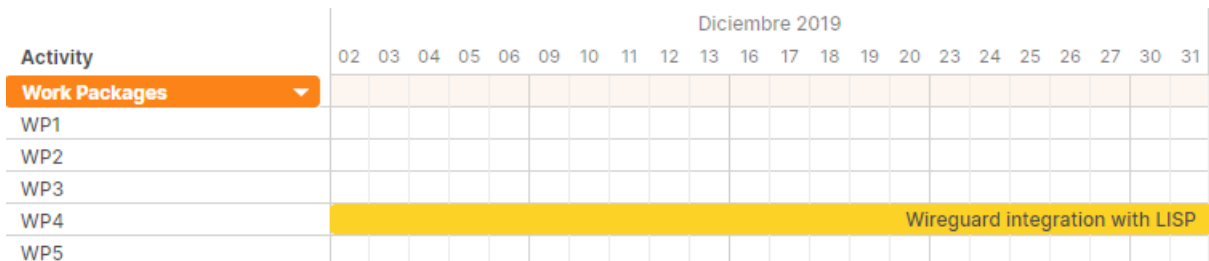 Diciembre 2019
Activity 02 03 04 05 06 09 10 11 12 13 16 17 18 19 20 23 24 25 26 27 30 31
Work Packages
WP1
WP2
WP3
WP4 Wireguard integration with LISP
WP5